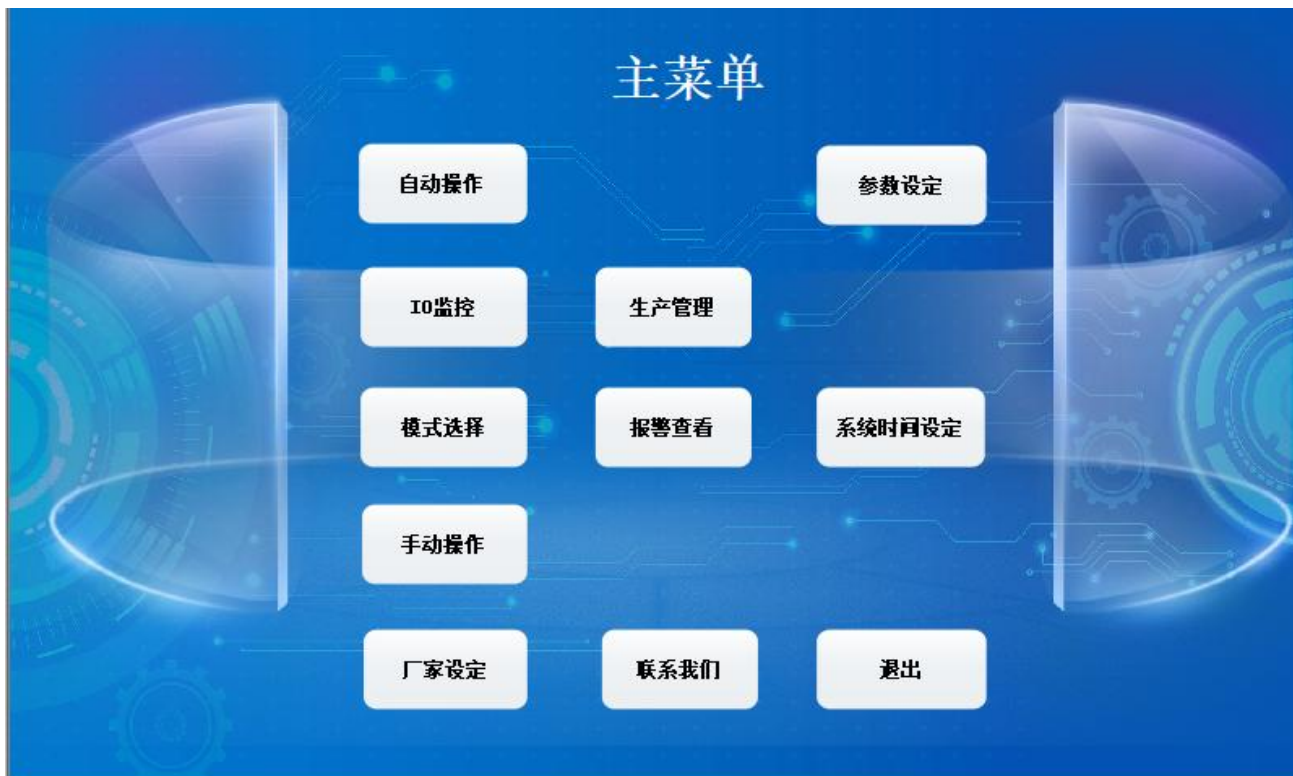 主菜单
自动操作
参数设定
IO监控
生产管理
模式选择
报警查看
系统时间设定
手动操作
厂家设定
联系我们
退出